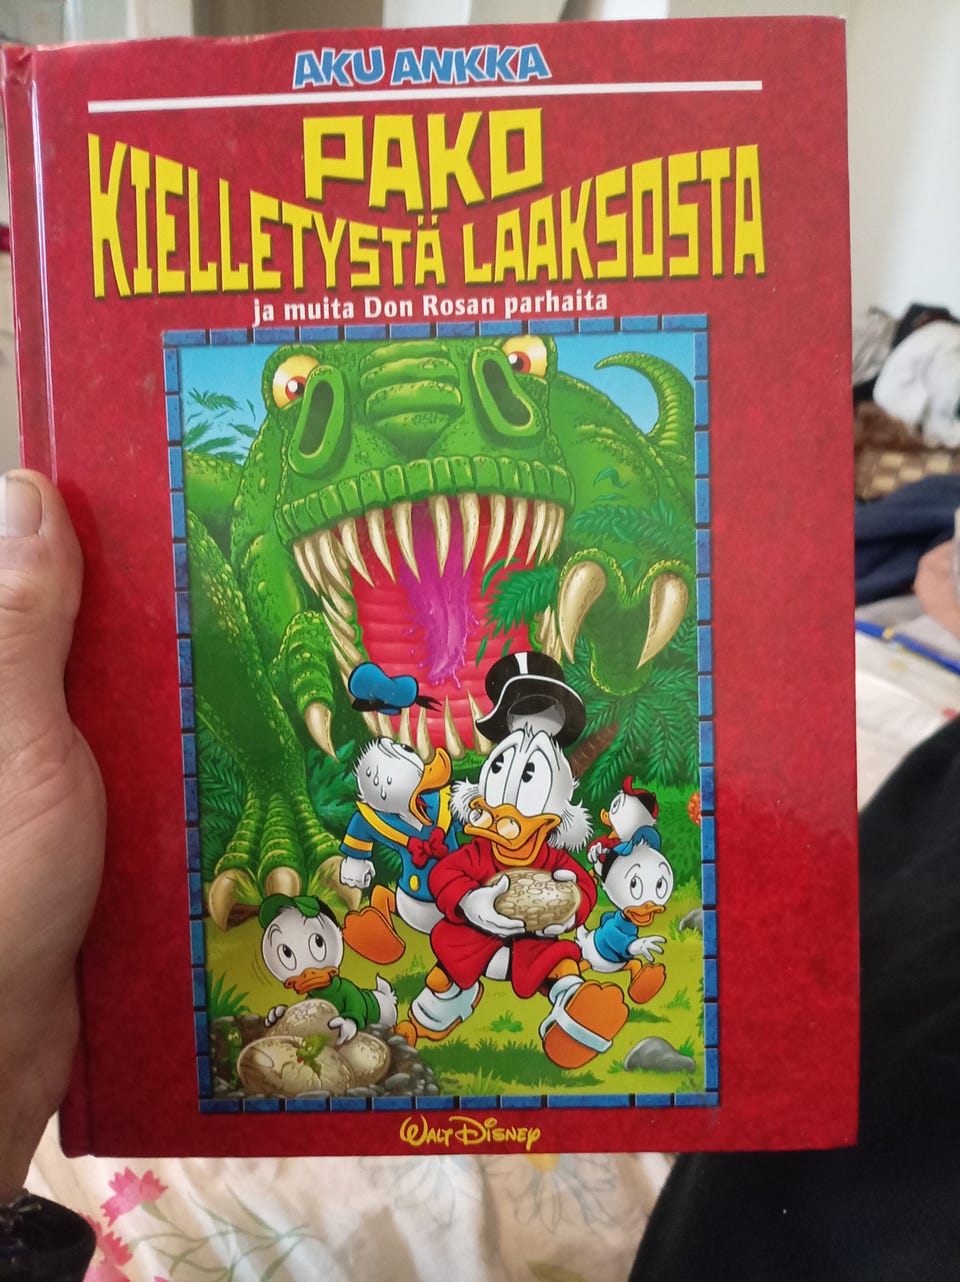 AKU ANKKA
PAKO
KIELLETYSTÄ LAAKSOSTA
ja muita Don Rosan parhaita
WALT DISNEY